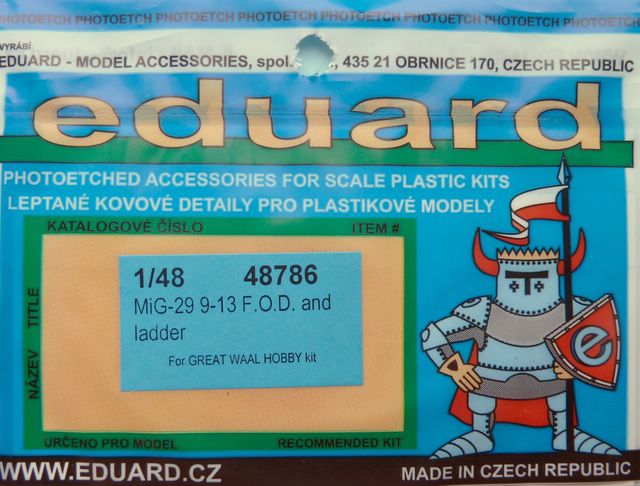 PHOTOETCH PHOTOETCH PHOTOETCH PHOTOETCH PHOTOETCH PHOTOETCH PHOTOETCH
VYRÁBÍ
EDUARD - MODEL ACCESSORIES, spol. 435 21 OBRNICE 170, CZECH REPUBLIC
eduard
PHOTOETCHED ACCESSORIES FOR SCALE PLASTIC KITS
LEPTANÉ KOVOVÉ DETAILY PRO PLASTIKOVÉ MODELY
KATALOGOVÉ ČÍSLO ITEM #
NÁZEV TITLE
1/48 48786
MiG-29 9-13 F.O.D. and
ladder
For GREAT WAAL HOBBY kit
e
URČENO PRO MODEL RECOMMENDED KIT
WWW.EDUARD.CZ MADE IN CZECH REPUBLIC